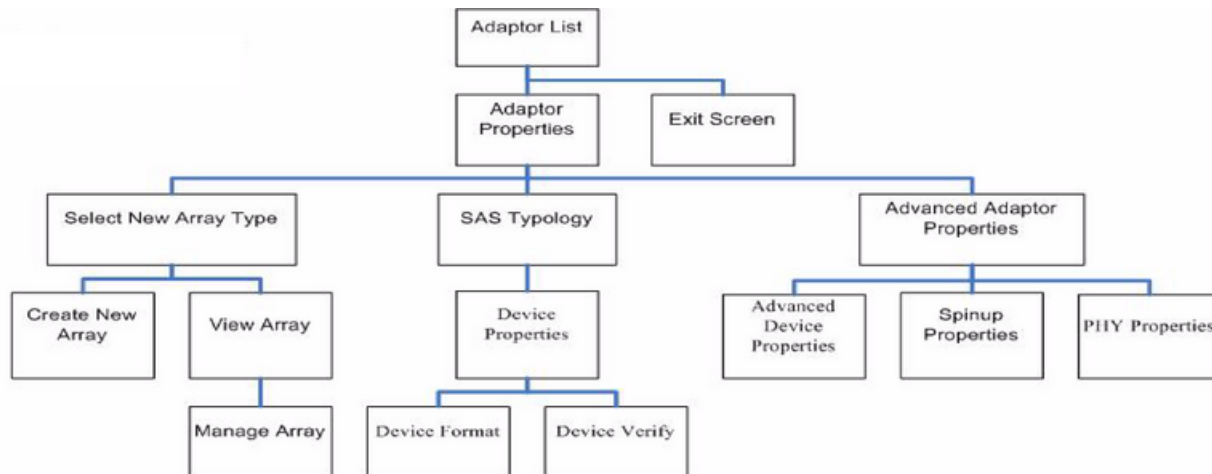 Adaptor List
Adaptor
Properties
Exit Screen
Select New Array Type
SAS Typology
Advanced Adaptor
Properties
Create New
Array
View Array
Device
Properties
Advanced
Device
Properties
Spinup
Properties
PHY Properties
Manage Array
Device Format
Device Verify